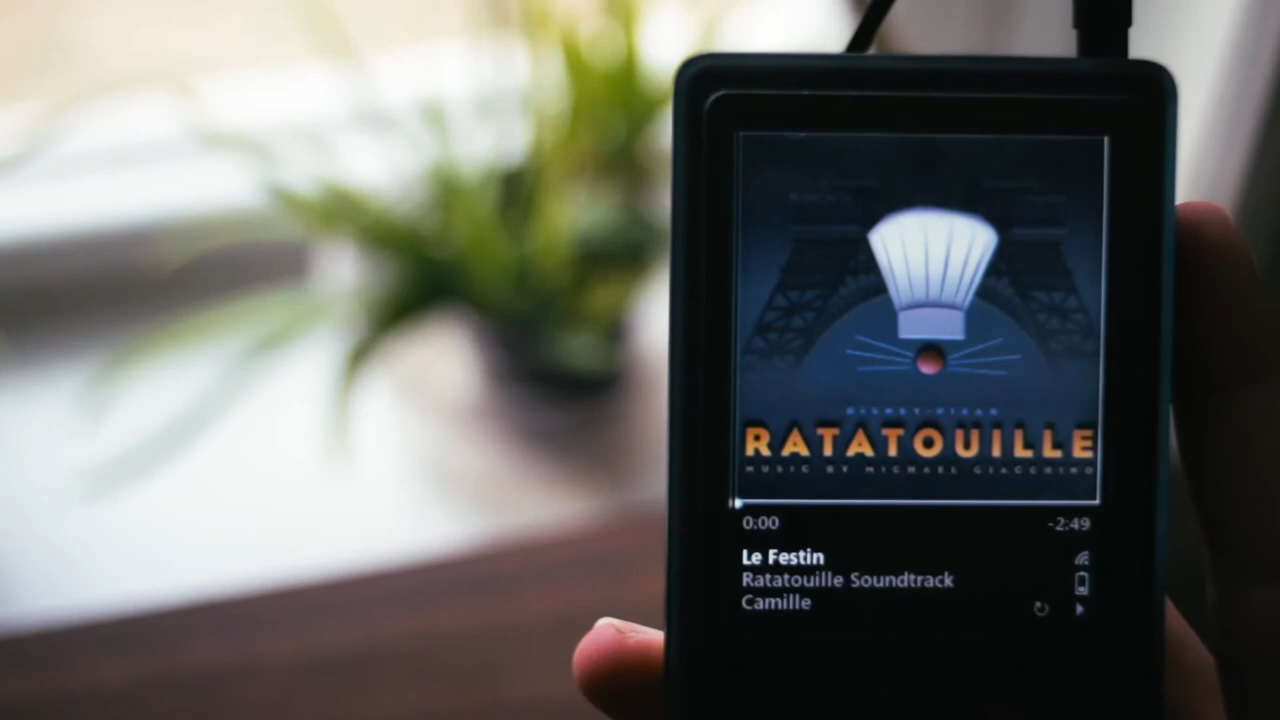 DISNEY·PIXAR
RATATOUILLE
MUSIC BY MICHAEL GIACCHINO
0:00 -2:49
Le Festin
Ratatouille Soundtrack
Camille